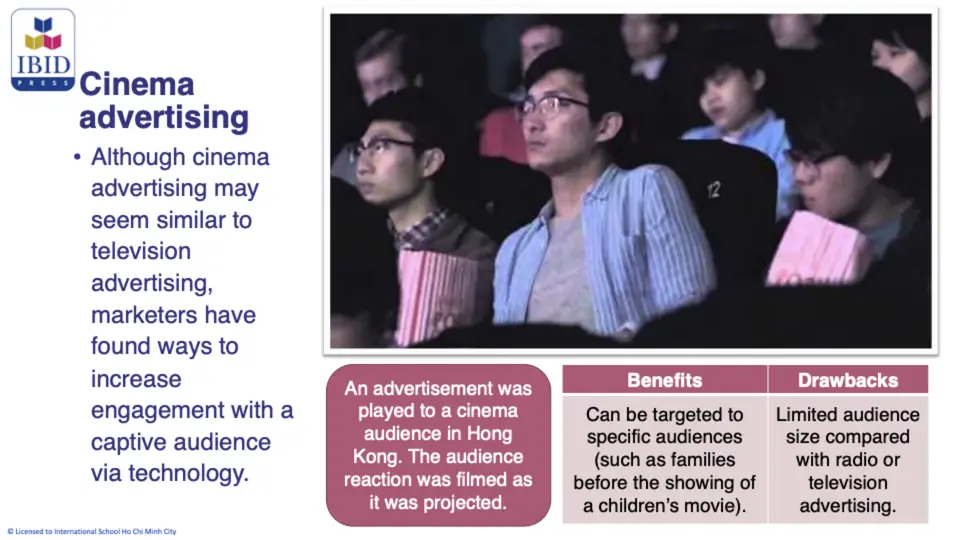 IBID
PRESS
Cinema
advertising
• Although cinema
advertising may
seem similar to
television
advertising,
marketers have
found ways to
increase
engagement with a
captive audience
via technology.
12
An advertisement was
played to a cinema
audience in Hong
Kong. The audience
reaction was filmed as
it was projected.
Benefits
Can be targeted to
specific audiences
(such as families
before the showing of
a children’s movie).
Drawbacks
Limited audience
size compared
with radio or
television
advertising.
© Licensed to International School Ho Chi Minh City